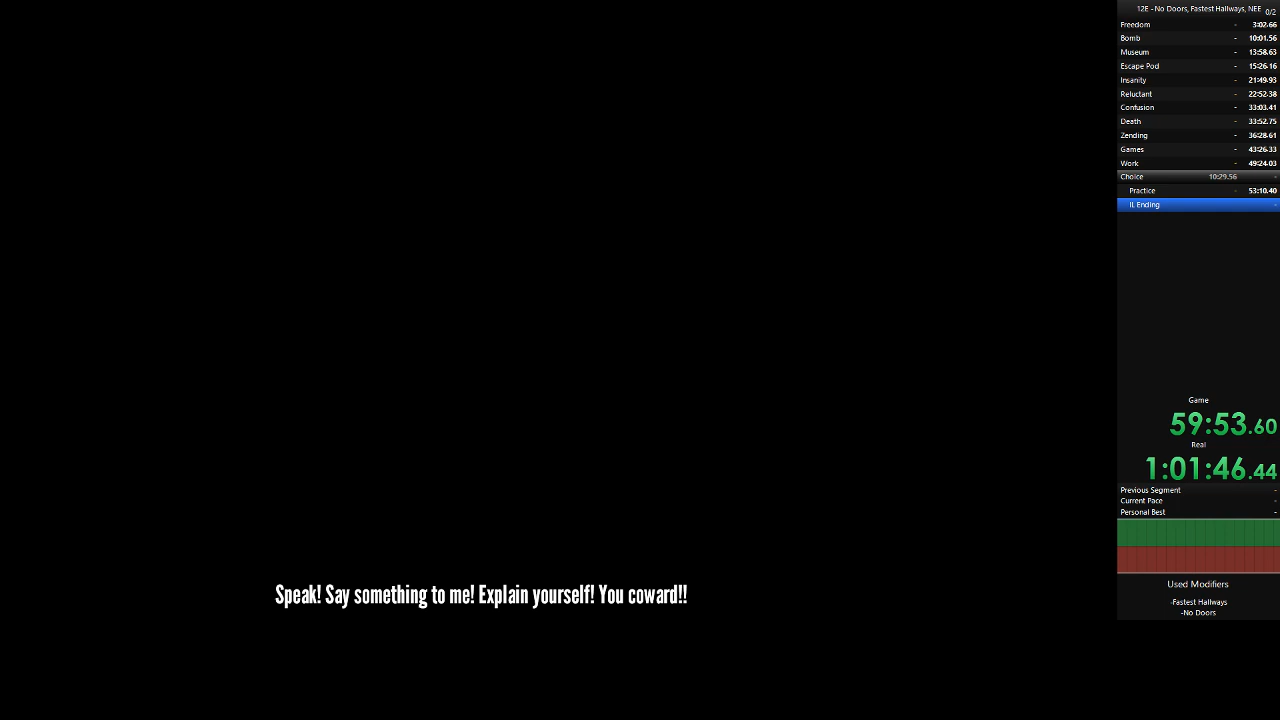 12E - No Doors, Fastest Hallways, NEE 0/2
Freedom - 3:02.66
Bomb - 10:01.56
Museum - 13:58.63
Escape Pod - 15:26.16
Insanity - 21:49.93
Reluctant - 22:52.38
Confusion - 33:03.41
Death - 33:52.75
Zending - 36:28.61
Games - 43:26.33
Work - 49:24.03
Choice 10:29.56 -
Practice - 53:10.40
IL Ending -
Game
59:53.60
Real
1:01:46.44
Previous Segment -
Current Pace -
Personal Best -
Used Modifiers
-Fastest Hallways
-No Doors
Speak! Say something to me! Explain yourself! You coward!!